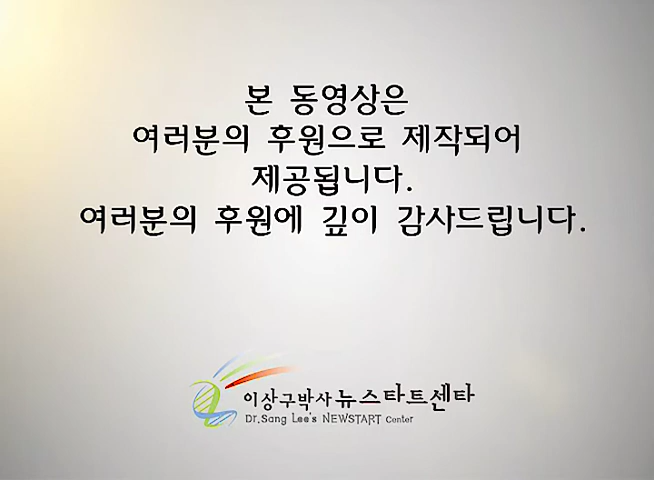 본 동영상은
여러분의 후원으로 제작되어
제공됩니다.
여러분의 후원에 깊이 감사드립니다.
이상구박사 뉴스타트센타
Dr.Sang Lee's NEWSTART Center